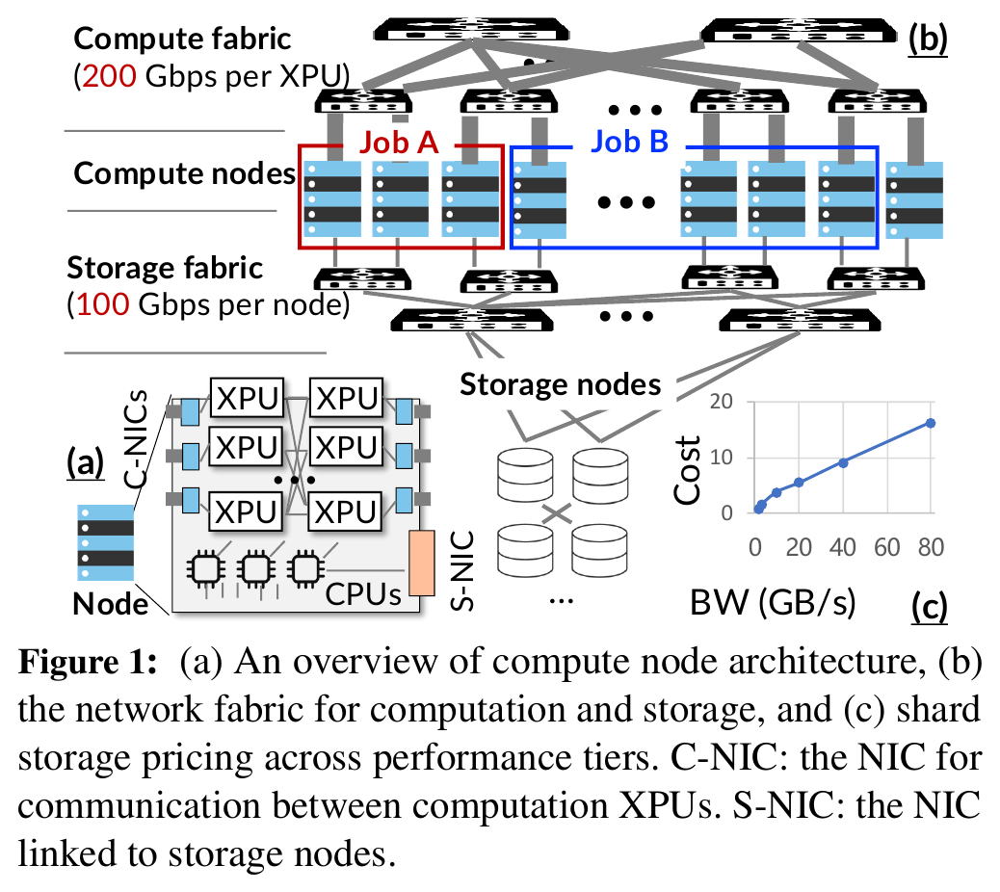 Compute fabric
(200 Gbps per XPU)
(b)
Job A
Job B
Compute nodes
Storage fabric
(100 Gbps per node)
Storage nodes
(a)
C-NICs
XPU XPU
XPU XPU
XPU XPU
CPUs
S-NIC
Node
...
Cost
20
10
0
0 20 40 60 80
BW (GB/s)
(c)
Figure 1: (a) An overview of compute node architecture, (b)
the network fabric for computation and storage, and (c) shard
storage pricing across performance tiers. C-NIC: the NIC for
communication between computation XPUs. S-NIC: the NIC
linked to storage nodes.